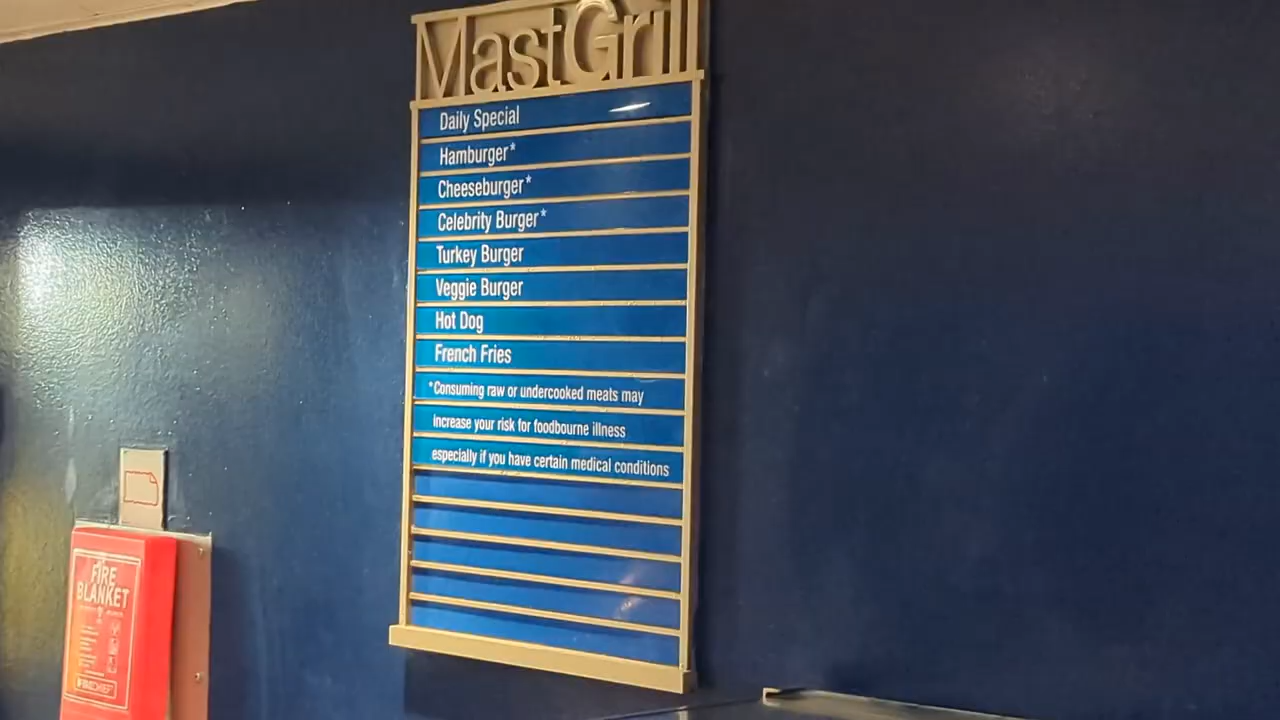 MastGrill
Daily Special
Hamburger*
Cheeseburger*
Celebrity Burger*
Turkey Burger
Veggie Burger
Hot Dog
French Fries
*Consuming raw or undercooked meats may
increase your risk for foodbourne illness
especially if you have certain medical conditions
FIRE
BLANKET
FIRECHIEF